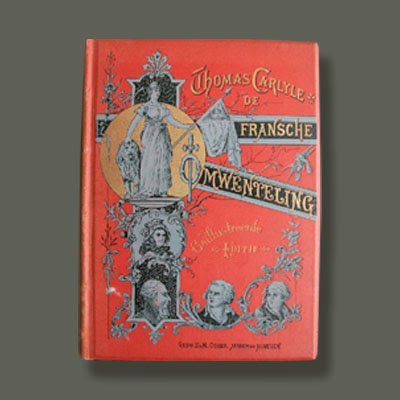 THOMAS CARLYLE
DE
FRANSCHE
OMWENTELING
Geïllustreerde
EDITIE